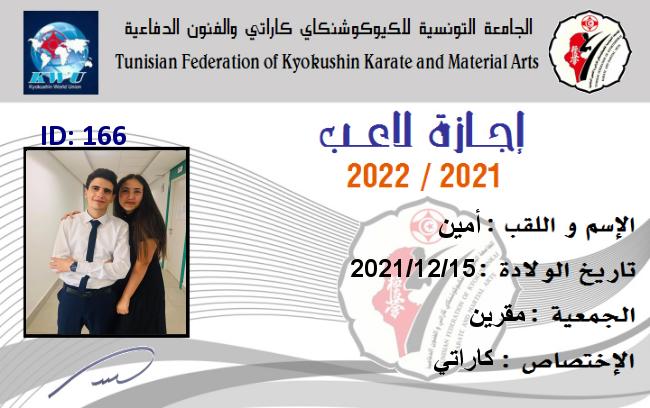 الجامعة التونسية للكيوكوشنكاي كاراتي والفنون الدفاعية
Tunisian Federation of Kyokushin Karate and Material Arts
KWU
Kyokushin World Union
ID: 166
إجازة لاعب
2022 / 2021
الإسم و اللقب : أمين
تاريخ الولادة : 2021/12/15
الجمعية : مقرين
الإختصاص : كاراتي